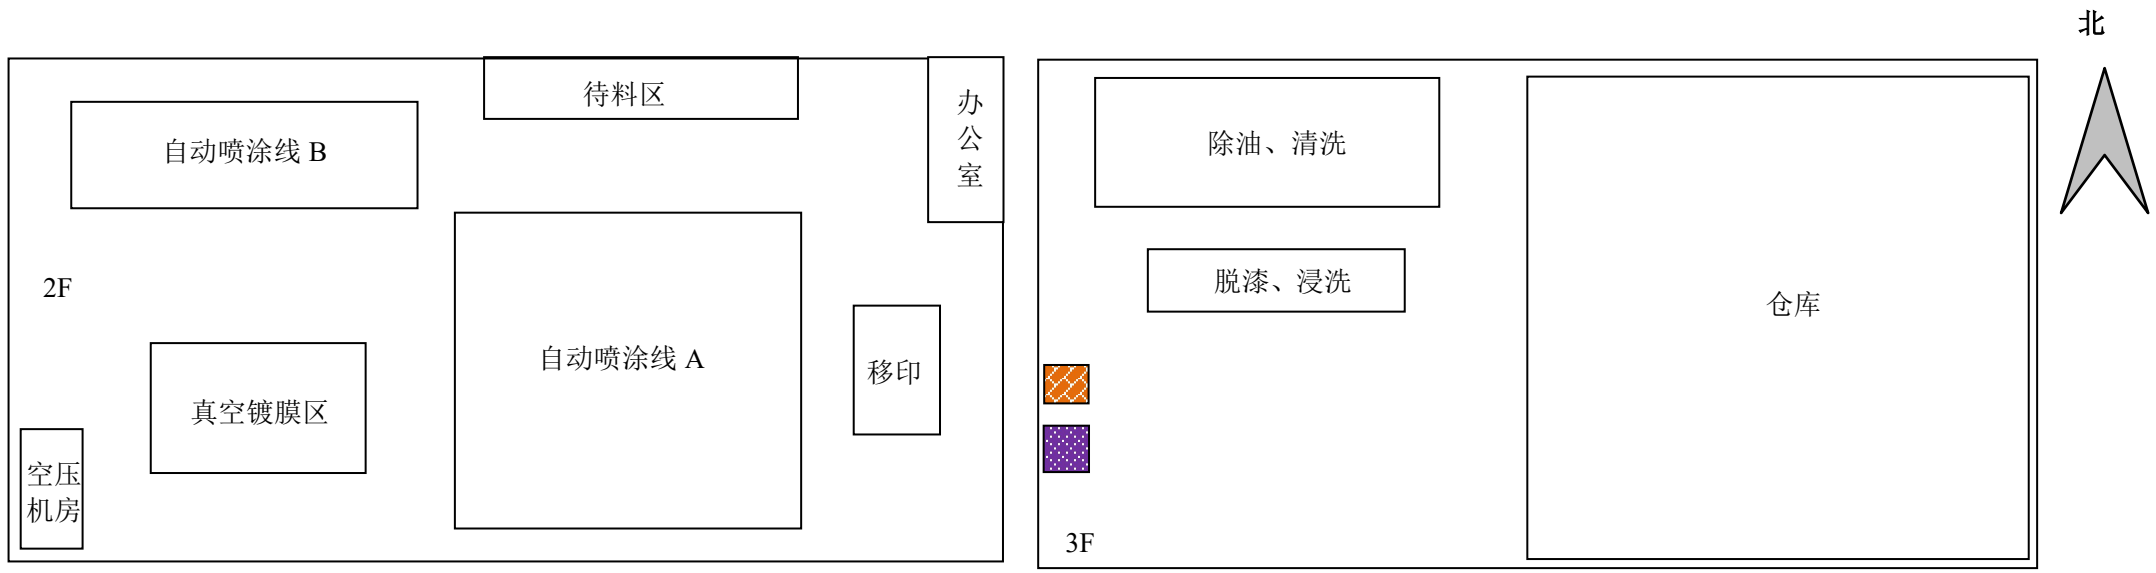 北
待料区
办
公
室
自动喷涂线 B
2F
自动喷涂线 A
移印
真空镀膜区
空压
机房
除油、清洗
脱漆、浸洗
仓库
3F